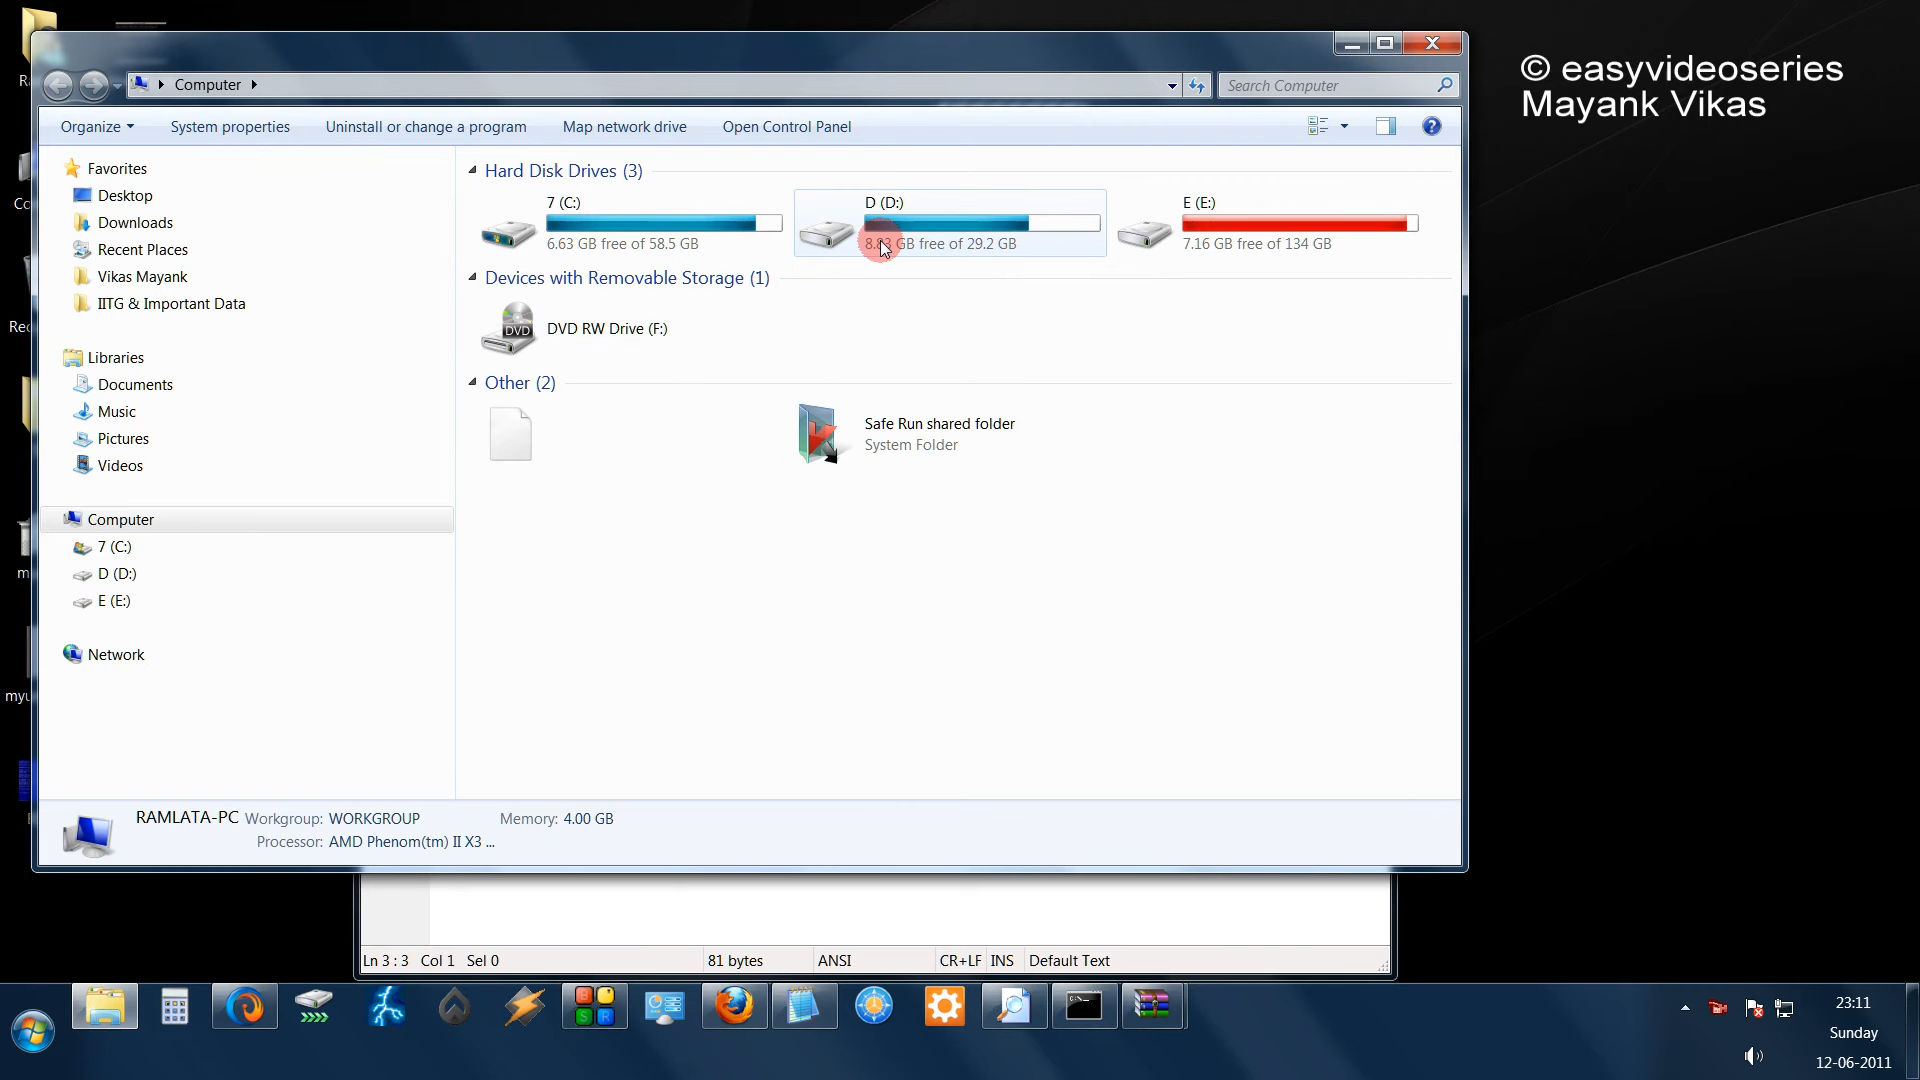 © easyvideoseries
Mayank Vikas
Computer
Search Computer
Organize
System properties
Uninstall or change a program
Map network drive
Open Control Panel
Favorites
Desktop
Downloads
Recent Places
Vikas Mayank
IITG & Important Data
Libraries
Documents
Music
Pictures
Videos
Computer
7 (C:)
D (D:)
E (E:)
Network
Hard Disk Drives (3)
7 (C:)
6.63 GB free of 58.5 GB
D (D:)
8.83 GB free of 29.2 GB
E (E:)
7.16 GB free of 134 GB
Devices with Removable Storage (1)
DVD
DVD RW Drive (F:)
Other (2)
Safe Run shared folder
System Folder
RAMLATA-PC
Workgroup: WORKGROUP
Memory: 4.00 GB
Processor: AMD Phenom(tm) II X3 ...
Ln 3 : 3 Col 1 Sel 0
81 bytes
ANSI
CR+LF
INS
Default Text
23:11
Sunday
12-06-2011